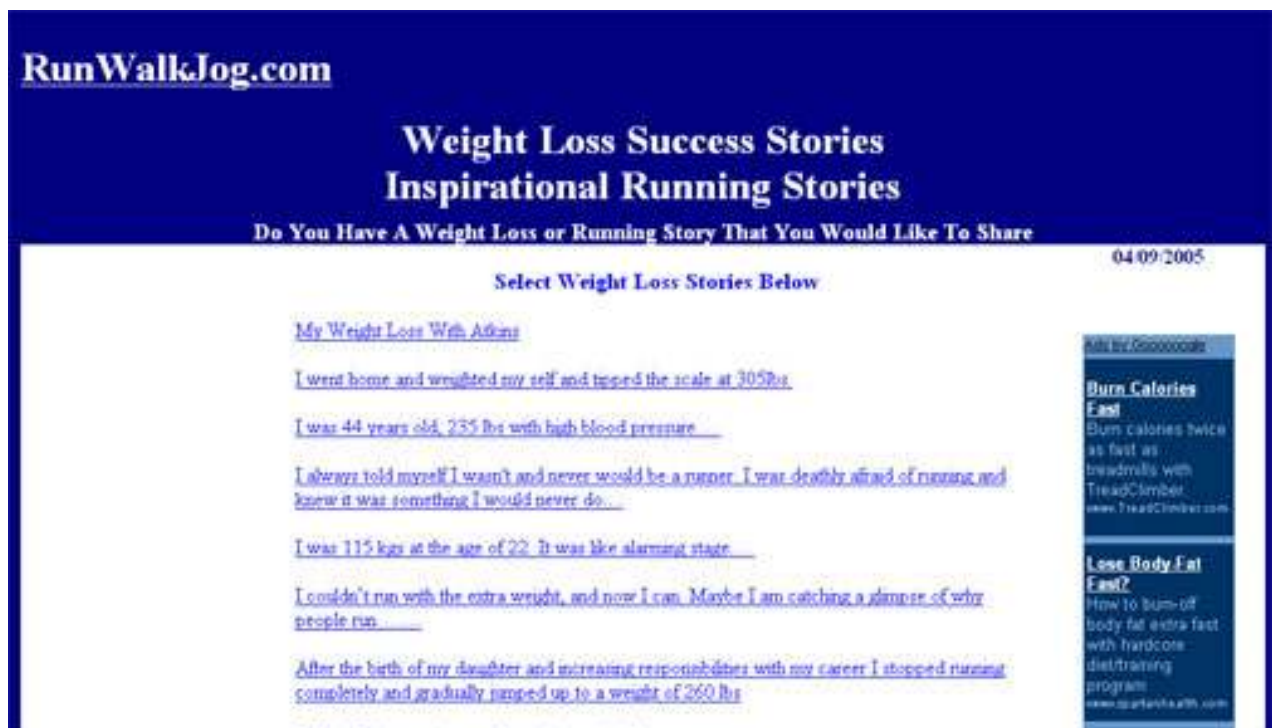 RunWalkJog.com
Weight Loss Success Stories
Inspirational Running Stories
Do You Have A Weight Loss or Running Story That You Would Like To Share
04/09/2005
Select Weight Loss Stories Below
My Weight Loss With Atkins
I went home and weighted my self and tipped the scale at 305lbs.
I was 44 years old, 235 lbs with high blood pressure.....
I always told myself I wasn't and never would be a runner. I was deathly afraid of running and
knew it was something I would never do....
I was 115 kgs at the age of 22. It was like alarming stage.....
I couldn't run with the extra weight, and now I can. Maybe I am catching a glimpse of why
people run........
After the birth of my daughter and increasing responsibilities with my career I stopped running
completely and gradually jumped up to a weight of 260 lbs
Ads by Goooooogle
Burn Calories
Fast
Burn calories twice
as fast as
treadmills with
TreadClimber.
www.TreadClimber.com
Lose Body Fat
Fast?
How to burn-off
body fat extra fast
with hardcore
diet/training
program
www.spartanhealth.com